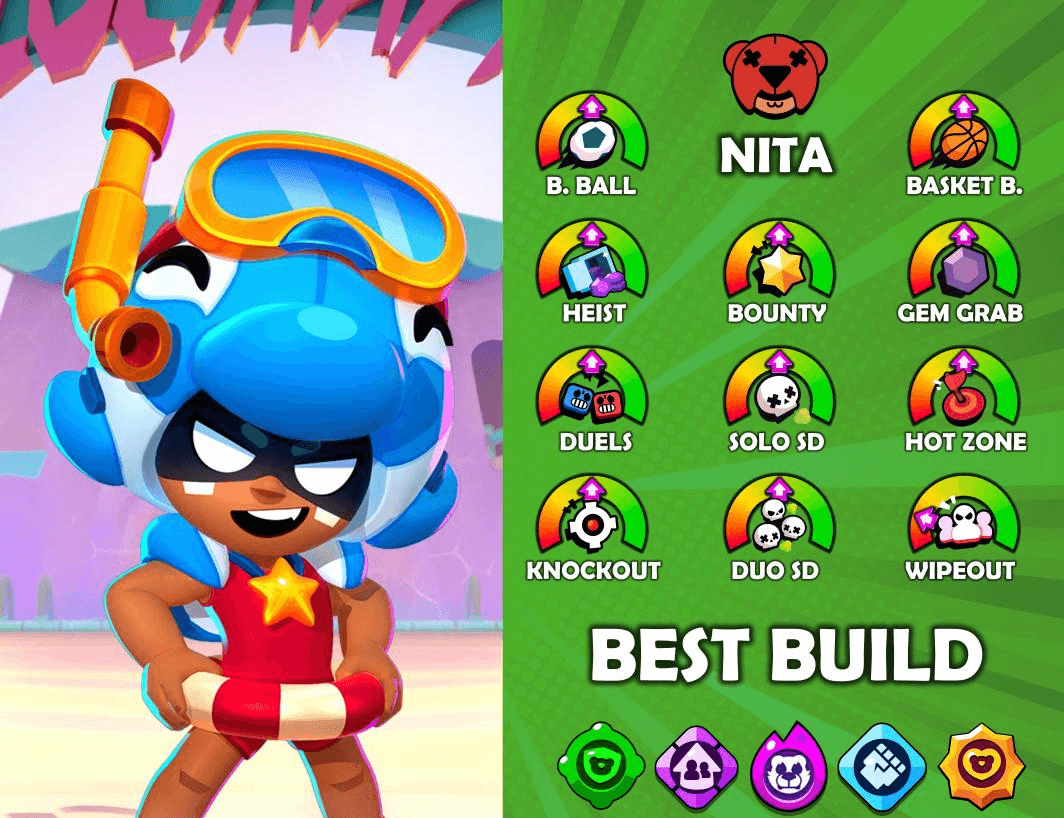 NITA
B. BALL
BASKET B.
HEIST
BOUNTY
GEM GRAB
DUELS
SOLO SD
HOT ZONE
KNOCKOUT
DUO SD
WIPEOUT
BEST BUILD